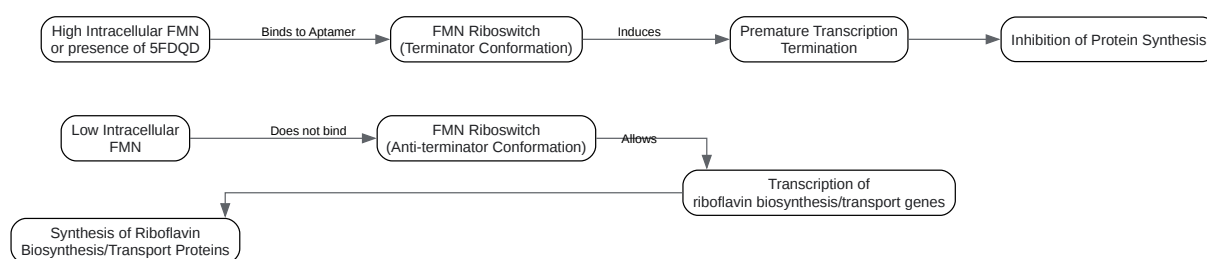 High Intracellular FMN
or presence of 5FDQD
Binds to Aptamer
FMN Riboswitch
(Terminator Conformation)
Induces
Premature Transcription
Termination
Inhibition of Protein Synthesis
Low Intracellular
FMN
Does not bind
FMN Riboswitch
(Anti-terminator Conformation)
Allows
Transcription of
riboflavin biosynthesis/transport genes
Synthesis of Riboflavin
Biosynthesis/Transport Proteins